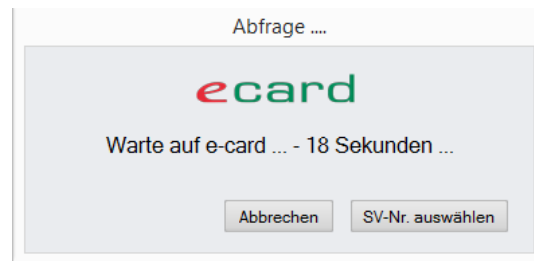 Abfrage ....
ecard
Warte auf e-card ... - 18 Sekunden ...
Abbrechen
SV-Nr. auswählen